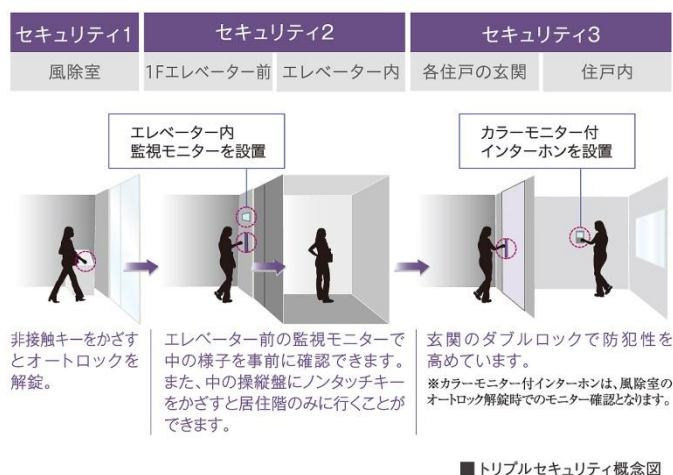 セキュリティ1
セキュリティ2
セキュリティ3
風除室
1Fエレベーター前
エレベーター内
各住戸の玄関
住戸内
エレベーター内
監視モニターを設置
カラーモニター付
インターホンを設置
非接触キーをかざす
とオートロックを
解錠。
エレベーター前の監視モニターで
中の様子を事前に確認できます。
また、中の操縦盤にノンタッチキー
をかざすと居住階のみに行くことが
できます。
玄関のダブルロックで防犯性を
高めています。
※カラーモニター付インターホンは、風除室の
オートロック解錠時でのモニター確認となります。
■トリプルセキュリティ概念図